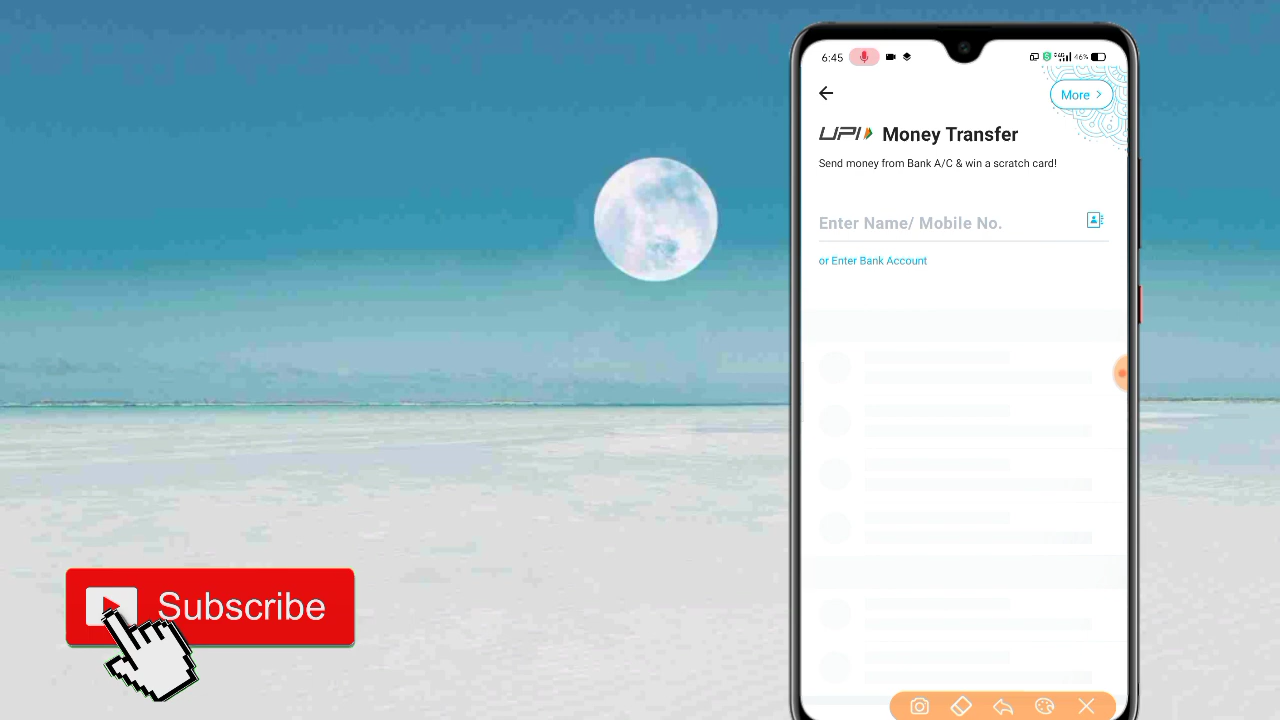 6:45
46%
More
UPI Money Transfer
Send money from Bank A/C & win a scratch card!
Enter Name/ Mobile No.
or Enter Bank Account
Subscribe